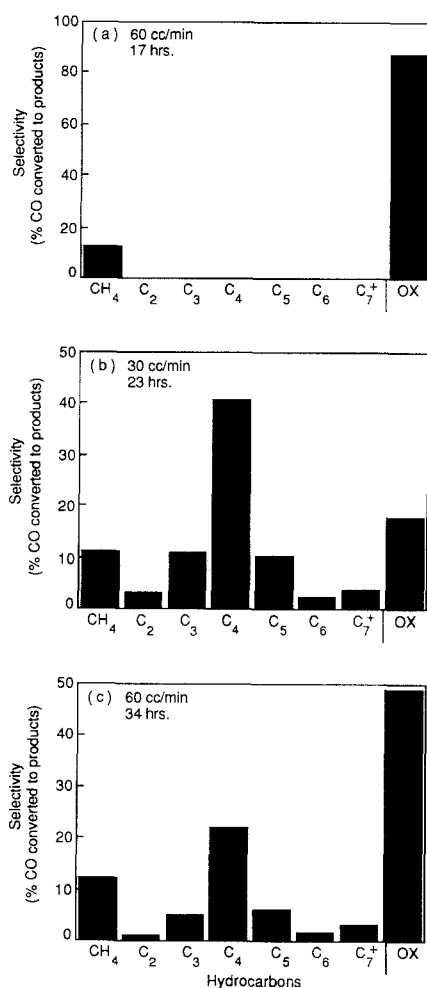 (a) 60 cc/min
17 hrs.
Selectivity
(% CO converted to products)
100
80
60
40
20
0
CH4 C2 C3 C4 C5 C6 C7+ OX
(b) 30 cc/min
23 hrs.
Selectivity
(% CO converted to products)
50
40
30
20
10
0
CH4 C2 C3 C4 C5 C6 C7+ OX
(c) 60 cc/min
34 hrs.
Selectivity
(% CO converted to products)
50
40
30
20
10
0
CH4 C2 C3 C4 C5 C6 C7+ OX
Hydrocarbons